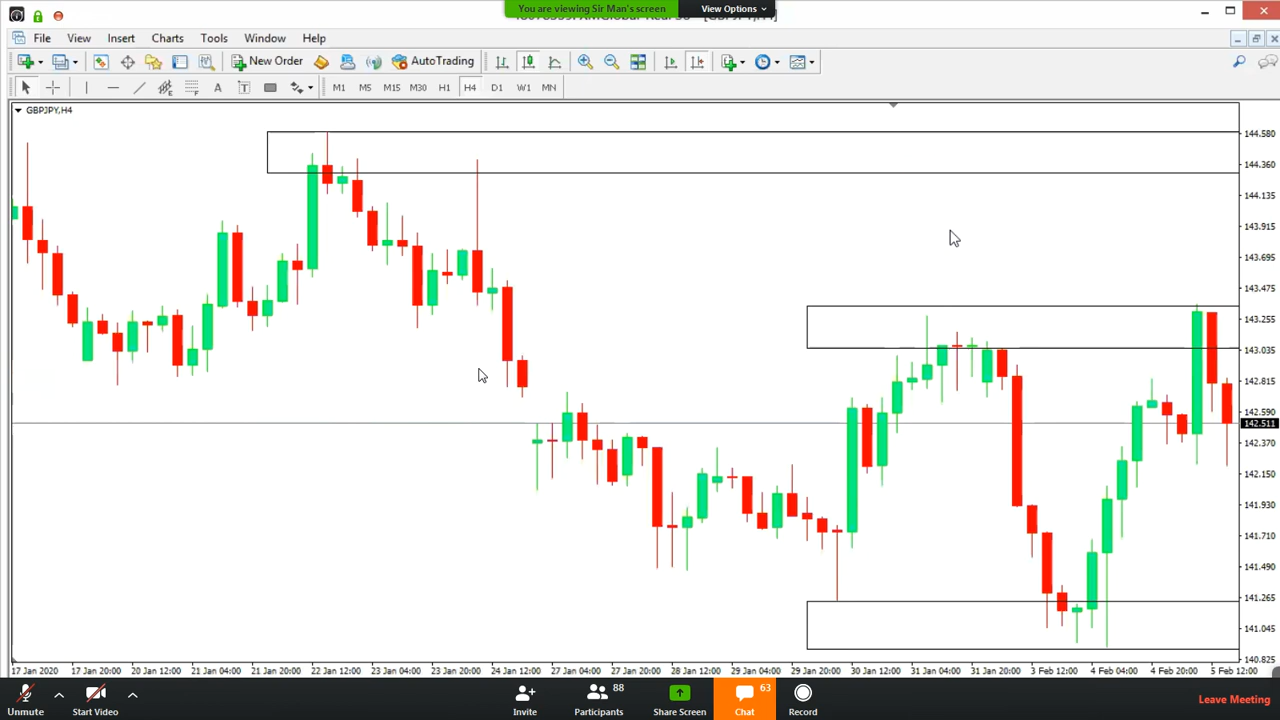 You are viewing Sir Man's screen
View Options
File View Insert Charts Tools Window Help
New Order
AutoTrading
A T
M1 M5 M15 M30 H1 H4 D1 W1 MN
GBPJPY,H4
144.580
144.360
144.135
143.915
143.695
143.475
143.255
143.035
142.815
142.590
142.511
142.370
142.150
141.930
141.710
141.490
141.265
141.045
140.825
17 Jan 2020 17 Jan 20:00 20 Jan 12:00 21 Jan 04:00 21 Jan 20:00 22 Jan 12:00 23 Jan 04:00 23 Jan 20:00 24 Jan 12:00 27 Jan 04:00 27 Jan 20:00 28 Jan 12:00 29 Jan 04:00 29 Jan 20:00 30 Jan 12:00 31 Jan 04:00 31 Jan 20:00 3 Feb 12:00 4 Feb 04:00 4 Feb 20:00 5 Feb 12:00
88 63
Unmute Start Video Invite Participants Share Screen Chat Record Leave Meeting